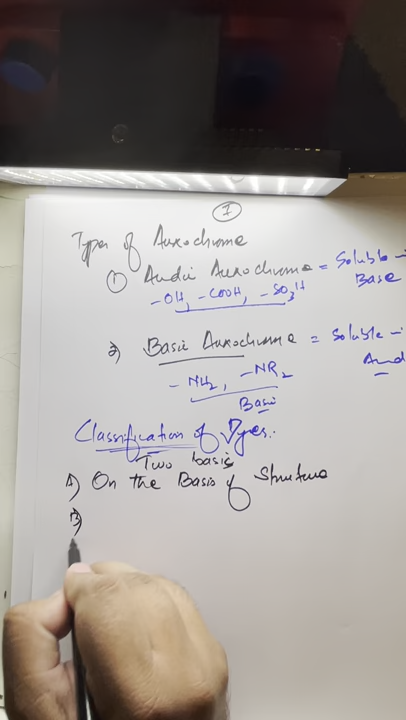 1
Types of Auxochrome
1) Acidic Auxochrome = Soluble -
-OH, -COOH, -SO3H Base
2) Basic Auxochrome = Soluble -
-NH2, -NR2 Acid
Basic
Classification of Dyes:-
Two basis
A) On the Basis of Structure
B)